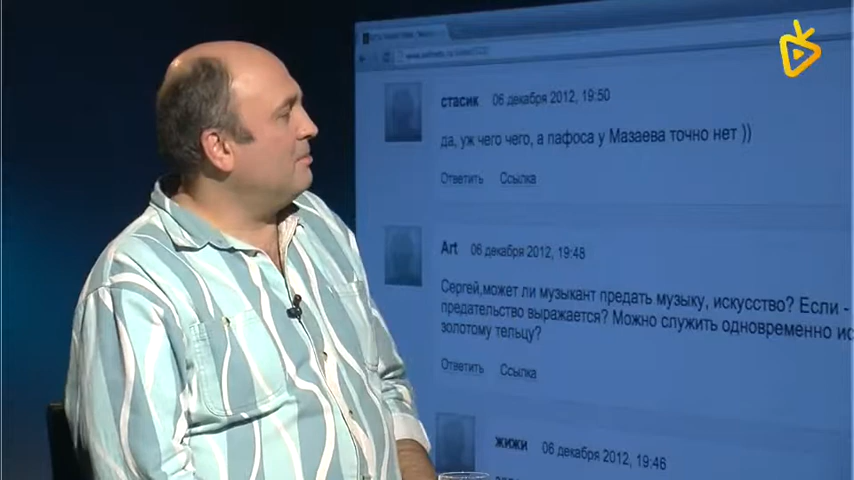 стасик 06 декабря 2012, 19:50
да, уж чего чего, а пафоса у Мазаева точно нет ))
Ответить Ссылка
Art 06 декабря 2012, 19:48
Сергей,может ли музыкант предать музыку, искусство? Если -
предательство выражается? Можно служить одновременно ис
золотому тельцу?
Ответить Ссылка
жижи 06 декабря 2012, 19:46